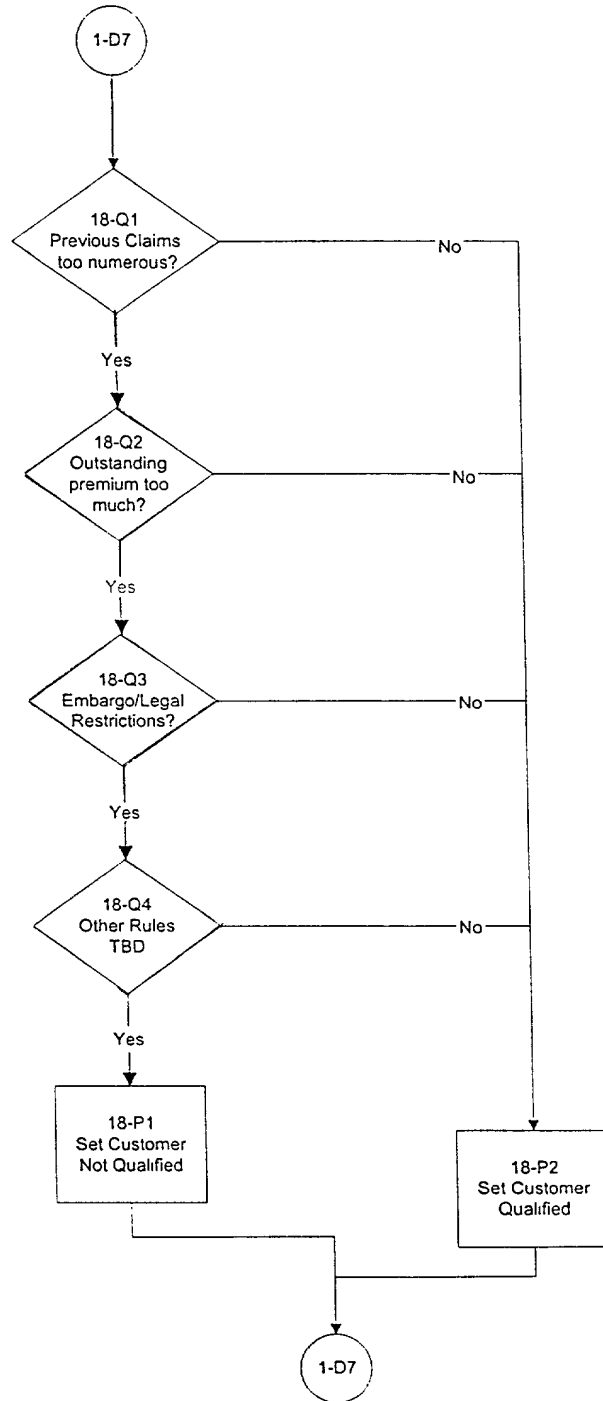 1-D7
18-Q1
Previous Claims
too numerous?
No
Yes
18-Q2
Outstanding
premium too
much?
No
Yes
18-Q3
Embargo/Legal
Restrictions?
No
Yes
18-Q4
Other Rules
TBD
No
Yes
18-P1
Set Customer
Not Qualified
18-P2
Set Customer
Qualified
1-D7